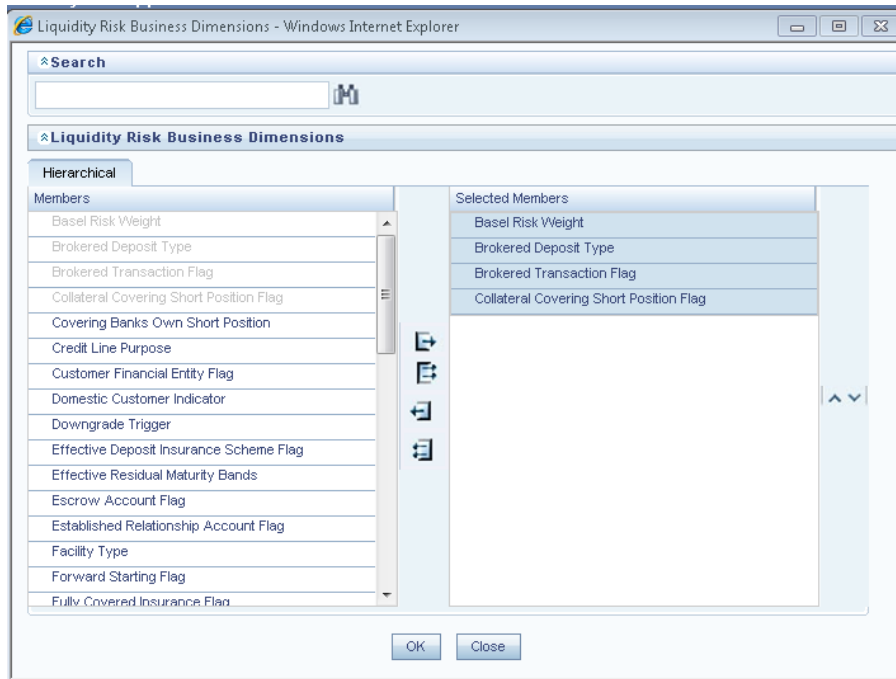 Liquidity Risk Business Dimensions - Windows Internet Explorer
Search
Liquidity Risk Business Dimensions
Hierarchical
Members
Basel Risk Weight
Brokered Deposit Type
Brokered Transaction Flag
Collateral Covering Short Position Flag
Covering Banks Own Short Position
Credit Line Purpose
Customer Financial Entity Flag
Domestic Customer Indicator
Downgrade Trigger
Effective Deposit Insurance Scheme Flag
Effective Residual Maturity Bands
Escrow Account Flag
Established Relationship Account Flag
Facility Type
Forward Starting Flag
Fully Covered Insurance Flag
Selected Members
Basel Risk Weight
Brokered Deposit Type
Brokered Transaction Flag
Collateral Covering Short Position Flag
OK
Close